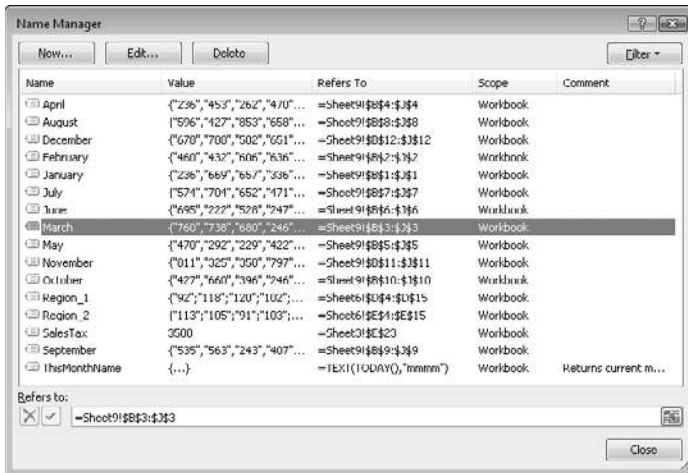 Name Manager
New... Edit... Delete Filter
Name Value Refers To Scope Comment
April {"236","453","262","470"... =Sheet9!$B$4:$J$4 Workbook
August {"596","427","853","658"... =Sheet9!$B$8:$J$8 Workbook
December {"670","700","502","651"... =Sheet9!$B$12:$J$12 Workbook
February {"460","432","606","636"... =Sheet9!$B$2:$J$2 Workbook
January {"236","669","657","336"... =Sheet9!$B$1:$J$1 Workbook
July {"574","704","652","471"... =Sheet9!$B$7:$J$7 Workbook
June {"695","222","528","247"... =Sheet9!$B$6:$J$6 Workbook
March {"760","738","680","246"... =Sheet9!$B$3:$J$3 Workbook
May {"470","292","229","422"... =Sheet9!$B$5:$J$5 Workbook
November {"811","325","350","797"... =Sheet9!$B$11:$J$11 Workbook
October {"427","660","396","246"... =Sheet9!$B$10:$J$10 Workbook
Region_1 {"92";"118";"120";"102";... =Sheet6!$D$4:$D$15 Workbook
Region_2 {"113";"105";"91";"103";... =Sheet6!$E$4:$E$15 Workbook
SalesTax 3500 =Sheet3!$E$23 Workbook
September {"535","563","243","407"... =Sheet9!$B$9:$J$9 Workbook
ThisMonthName {...} =TEXT(TODAY(),"mmmm") Workbook Returns current m...
Refers to:
=Sheet9!$B$3:$J$3
Close